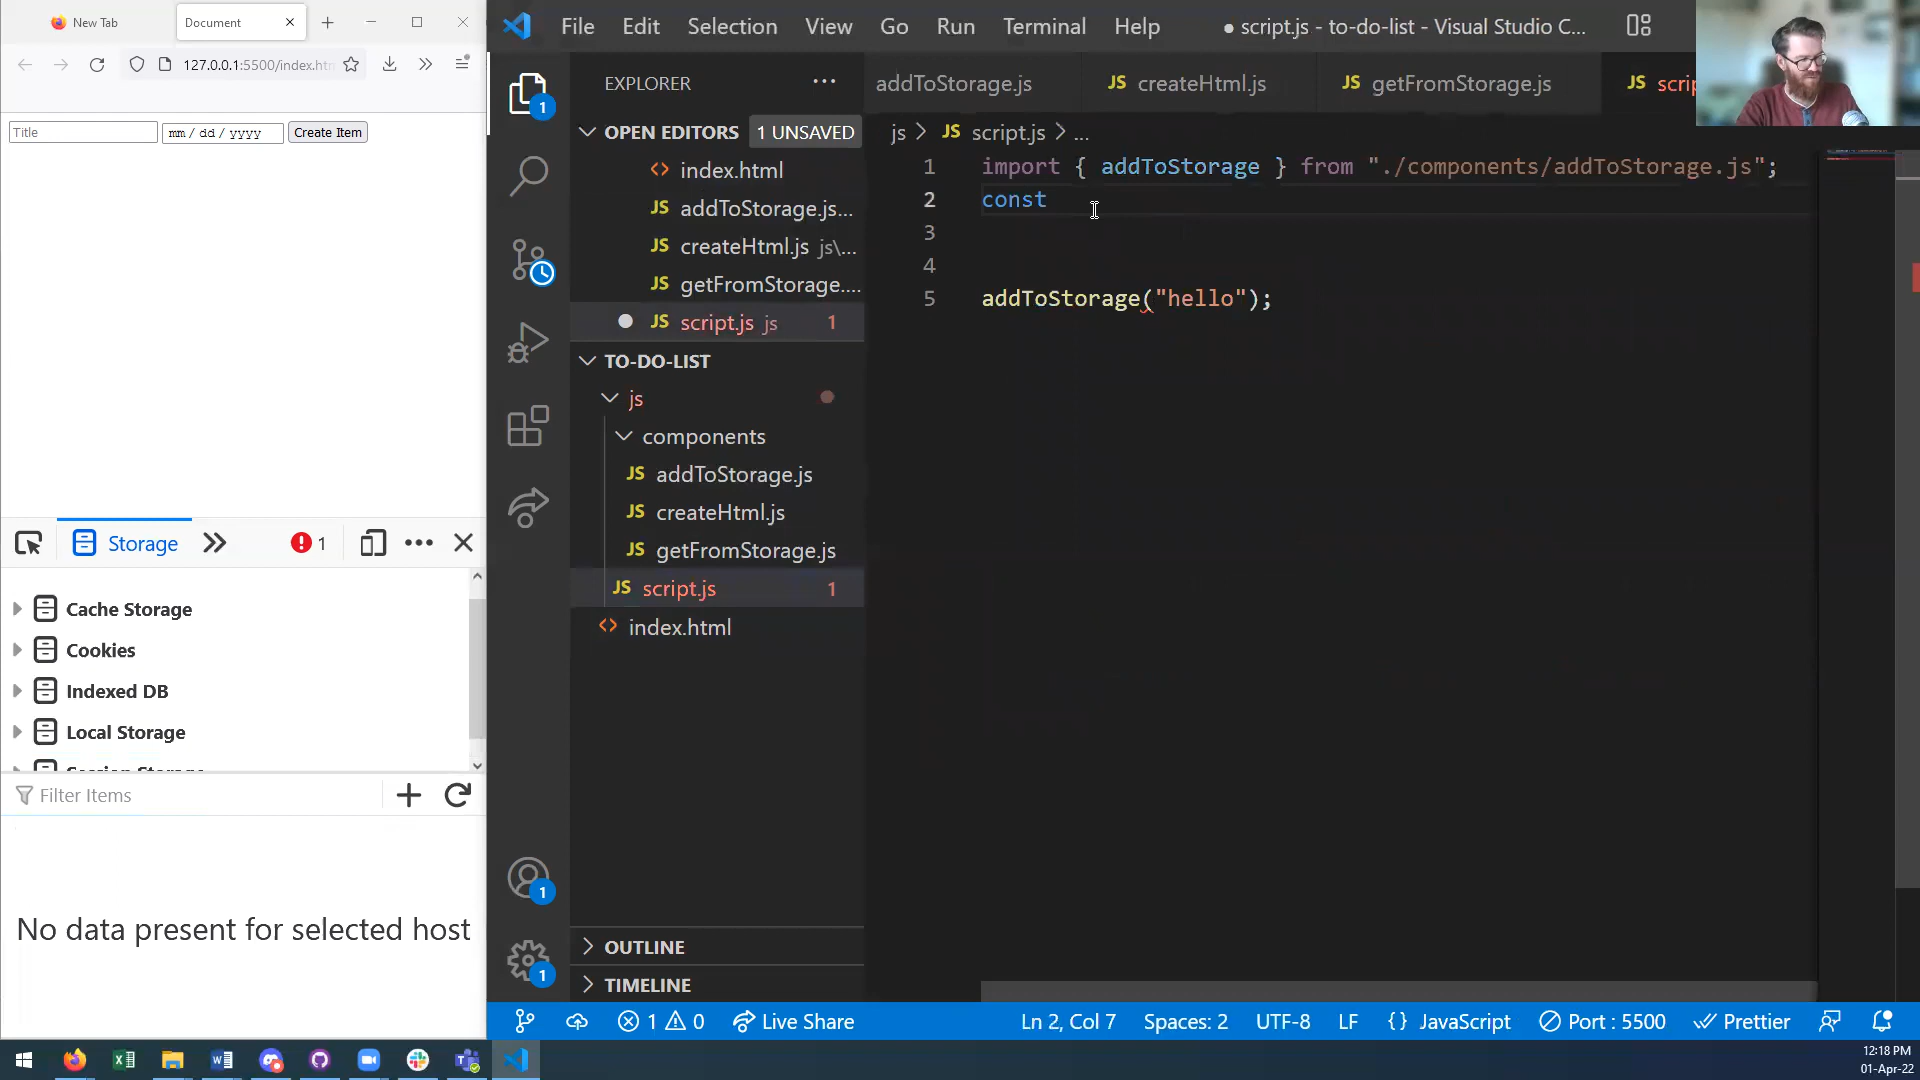 New Tab
Document
127.0.0.1:5500/index.htm
Title
mm / dd / yyyy
Create Item
Storage
1
Cache Storage
Cookies
Indexed DB
Local Storage
Filter Items
No data present for selected host
File Edit Selection View Go Run Terminal Help
● script.js - to-do-list - Visual Studio C...
EXPLORER
OPEN EDITORS 1 UNSAVED
index.html
JS addToStorage.js...
JS createHtml.js js\...
JS getFromStorage....
JS script.js js 1
TO-DO-LIST
js
components
JS addToStorage.js
JS createHtml.js
JS getFromStorage.js
JS script.js 1
index.html
OUTLINE
TIMELINE
1
1
1
addToStorage.js
JS createHtml.js
JS getFromStorage.js
JS scrip
js > JS script.js > ...
1 import { addToStorage } from "./components/addToStorage.js";
2 const
3
4
5 addToStorage("hello");
1 0 Live Share
Ln 2, Col 7 Spaces: 2 UTF-8 LF {} JavaScript Port : 5500 Prettier
12:18 PM
01-Apr-22